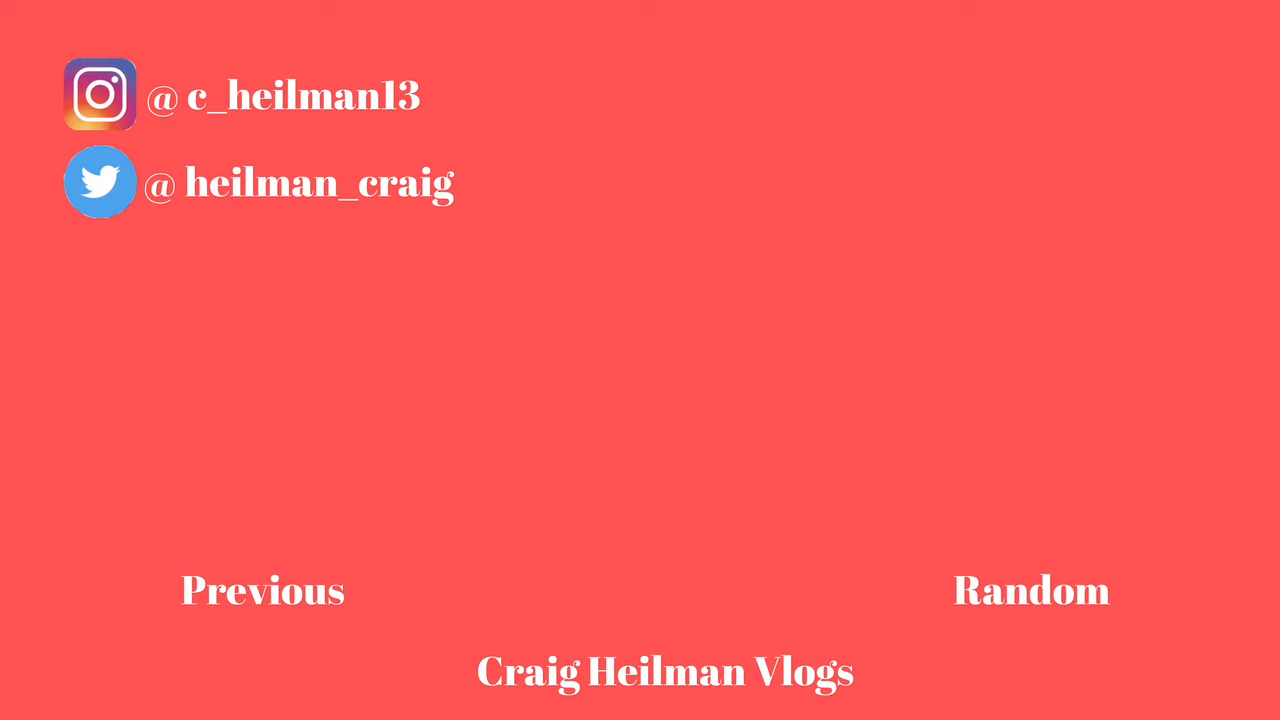 @ c_heilman13
@ heilman_craig
Previous
Random
Craig Heilman Vlogs